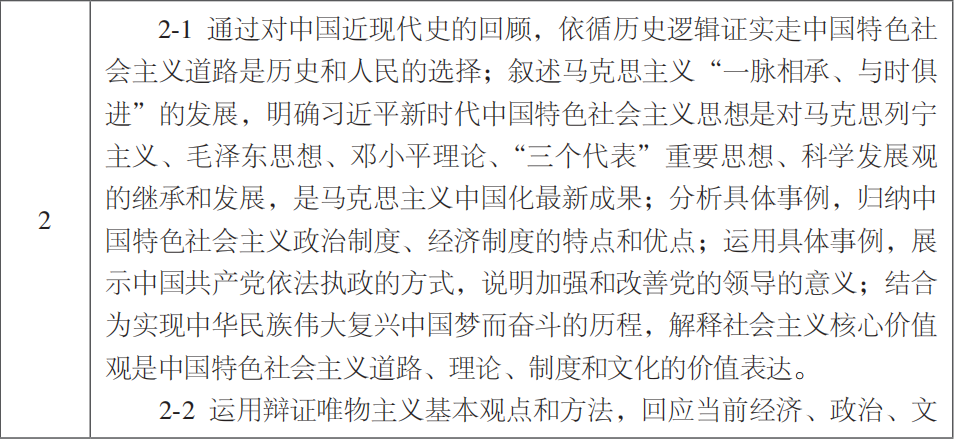 2-1 通过对中国近现代史的回顾，依循历史逻辑证实走中国特色社
会主义道路是历史和人民的选择；叙述马克思主义“一脉相承、与时俱
进”的发展，明确习近平新时代中国特色社会主义思想是对马克思列宁
主义、毛泽东思想、邓小平理论、“三个代表”重要思想、科学发展观
的继承和发展，是马克思主义中国化最新成果；分析具体事例，归纳中
2
国特色社会主义政治制度、经济制度的特点和优点；运用具体事例，展
示中国共产党依法执政的方式，说明加强和改善党的领导的意义；结合
为实现中华民族伟大复兴中国梦而奋斗的历程，解释社会主义核心价值
观是中国特色社会主义道路、理论、制度和文化的价值表达。
2-2 运用辩证唯物主义基本观点和方法，回应当前经济、政治、文